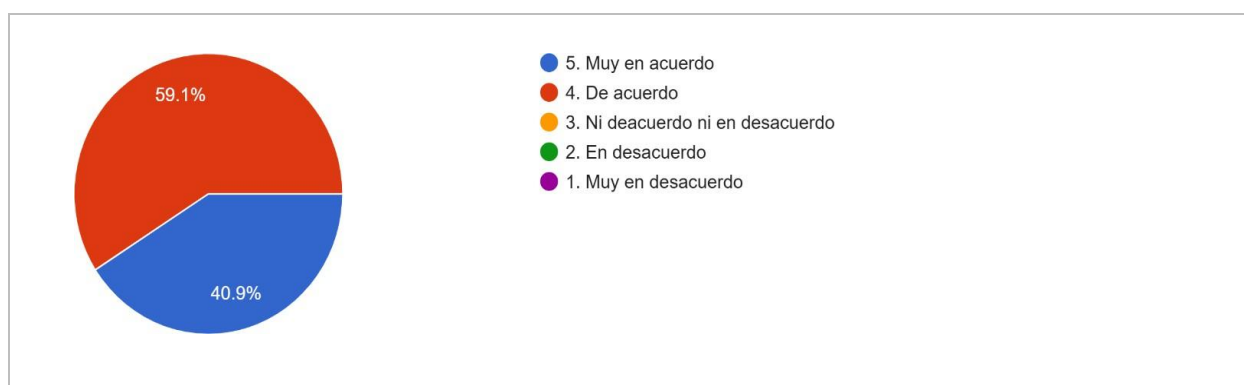 59.1%
40.9%
5. Muy en acuerdo
4. De acuerdo
3. Ni deacuerdo ni en desacuerdo
2. En desacuerdo
1. Muy en desacuerdo